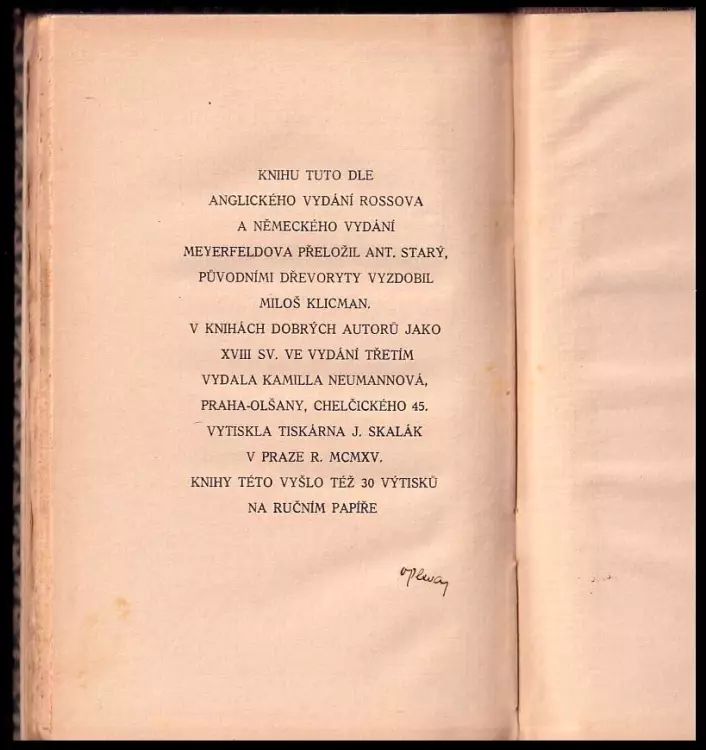 KNIHU TUTO DLE
ANGLICKÉHO VYDÁNÍ ROSSOVA
A NĚMECKÉHO VYDÁNÍ
MEYERFELDOVA PŘELOŽIL ANT. STARÝ,
PŮVODNÍMI DŘEVORYTY VYZDOBIL
MILOŠ KLICMAN.
V KNIHÁCH DOBRÝCH AUTORŮ JAKO
XVIII SV. VE VYDÁNÍ TŘETÍM
VYDALA KAMILLA NEUMANNOVÁ,
PRAHA-OLŠANY, CHELČICKÉHO 45.
VYTISKLA TISKÁRNA J. SKALÁK
V PRAZE R. MCMXV.
KNIHY TÉTO VYŠLO TÉŽ 30 VÝTISKŮ
NA RUČNÍM PAPÍŘE